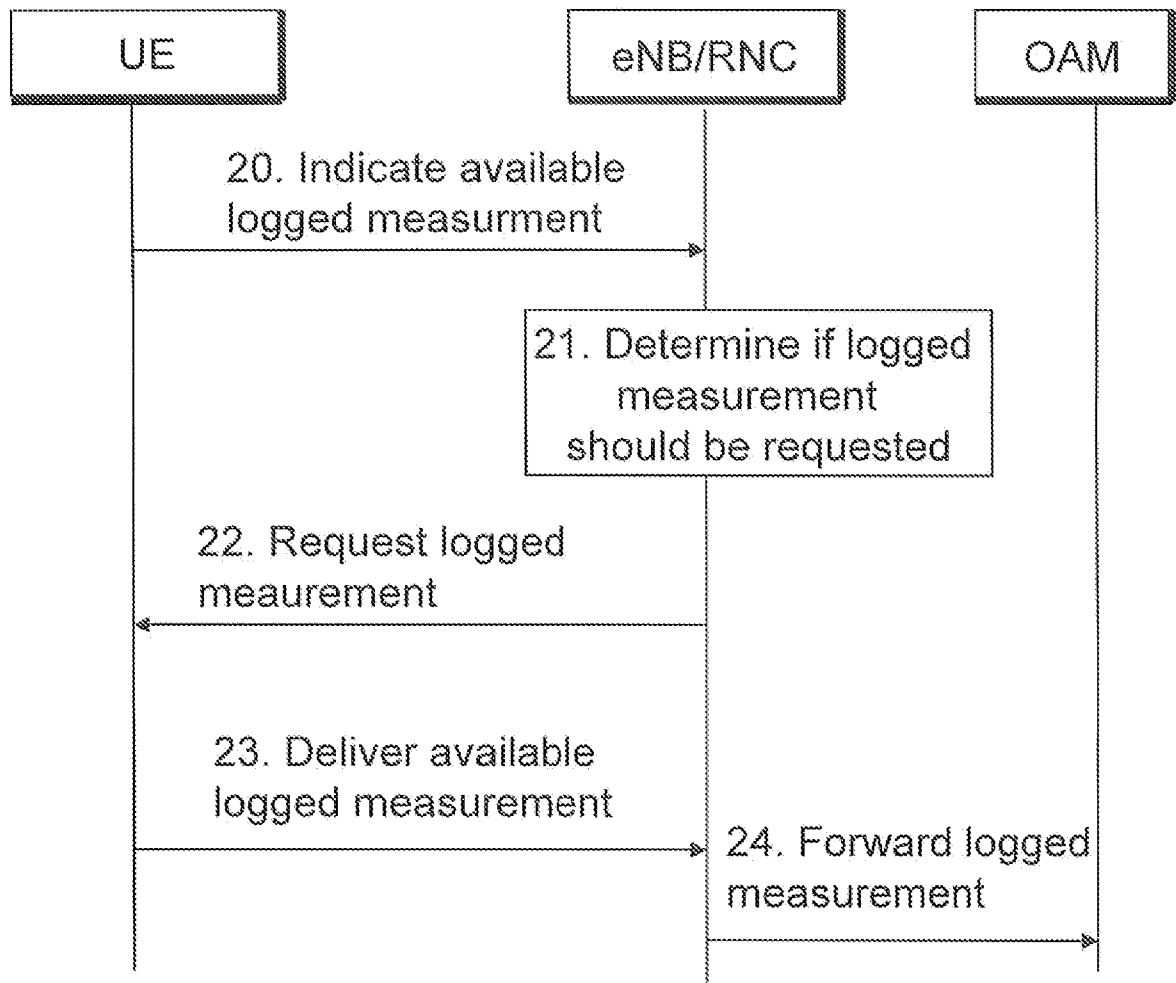 UE
eNB/RNC
OAM
20. Indicate available
logged measurment
21. Determine if logged
measurement
should be requested
22. Request logged
meaurement
23. Deliver available
logged measurement
24. Forward logged
measurement